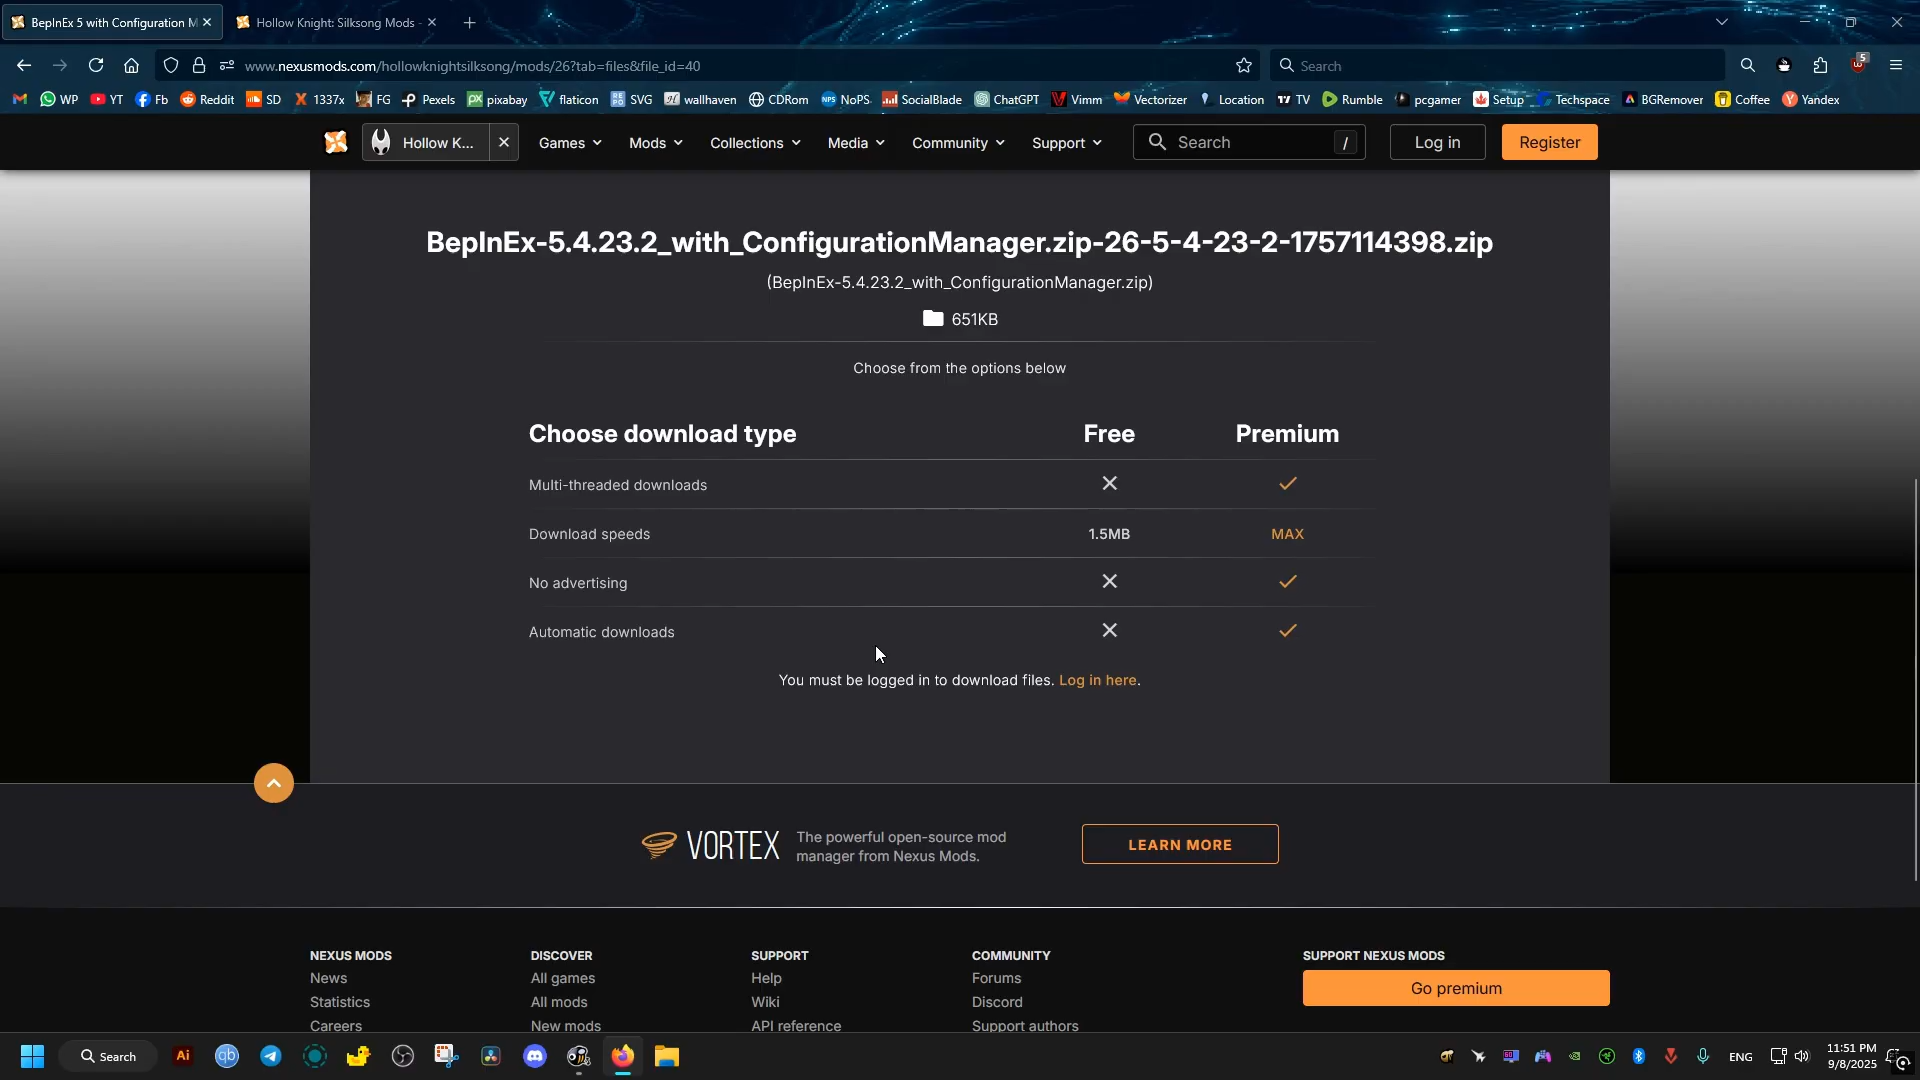 BepInEx 5 with Configuration M
Hollow Knight: Silksong Mods -
www.nexusmods.com/hollowknightsilksong/mods/26?tab=files&file_id=40
Search
5
WP
YT
Fb
Reddit
SD
1337x
FG
Pexels
pixabay
flaticon
SVG
wallhaven
CDRom
NoPS
SocialBlade
ChatGPT
Vimm
Vectorizer
Location
TV
Rumble
pcgamer
Setup
Techspace
BGRemover
Coffee
Yandex
Hollow K...
Games
Mods
Collections
Media
Community
Support
Search
/
Log in
Register
BepInEx-5.4.23.2_with_ConfigurationManager.zip-26-5-4-23-2-1757114398.zip
(BepInEx-5.4.23.2_with_ConfigurationManager.zip)
651KB
Choose from the options below
Choose download type Free Premium
Multi-threaded downloads
Download speeds 1.5MB MAX
No advertising
Automatic downloads
You must be logged in to download files. Log in here.
VORTEX
The powerful open-source mod
manager from Nexus Mods.
LEARN MORE
NEXUS MODS
News
Statistics
Careers
DISCOVER
All games
All mods
New mods
SUPPORT
Help
Wiki
API reference
COMMUNITY
Forums
Discord
Support authors
SUPPORT NEXUS MODS
Go premium
Search
Ai
qb
ENG
11:51 PM
9/8/2025